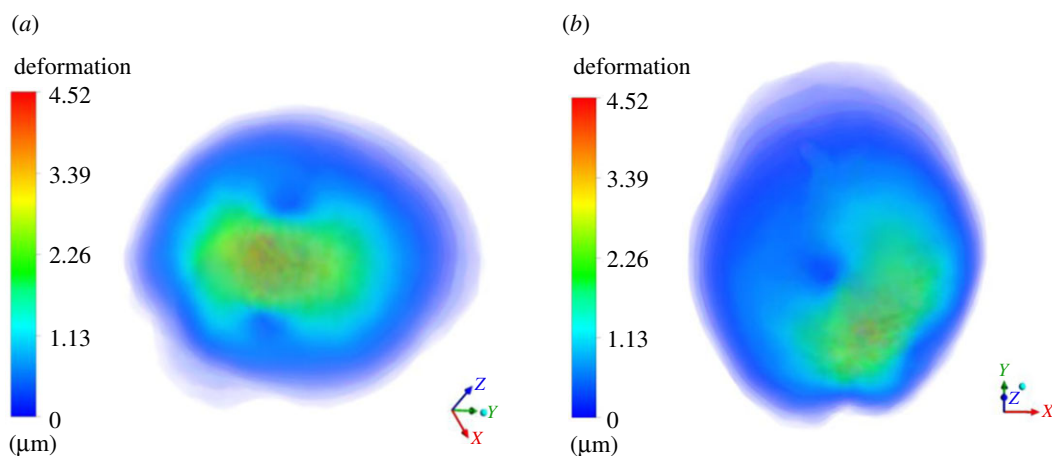 (a)
deformation
4.52
3.39
2.26
1.13
0
(μm)
Z
Y
X
(b)
deformation
4.52
3.39
2.26
1.13
0
(μm)
Y
Z
X